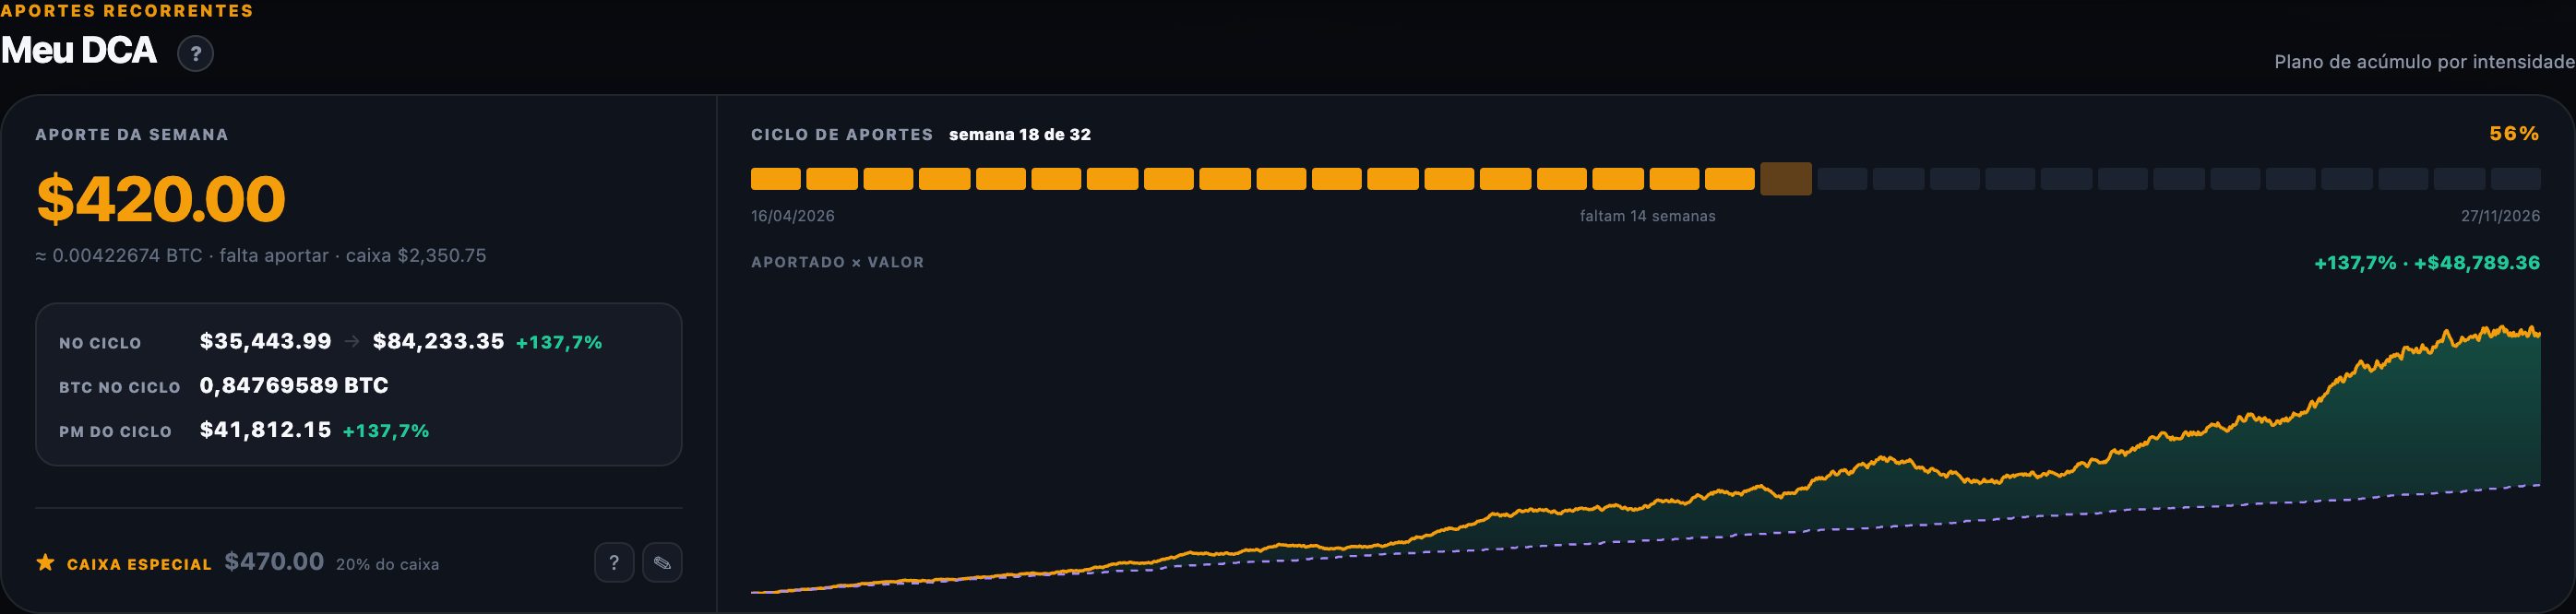 APORTES RECORRENTES
Meu DCA ?
Plano de acúmulo por intensidade
APORTE DA SEMANA
$420.00
≈ 0.00422674 BTC · falta aportar · caixa $2,350.75
NO CICLO $35,443.99 → $84,233.35 +137,7%
BTC NO CICLO 0,84769589 BTC
PM DO CICLO $41,812.15 +137,7%
★ CAIXA ESPECIAL $470.00 20% do caixa ? ✎
CICLO DE APORTES semana 18 de 32 56%
16/04/2026 faltam 14 semanas 27/11/2026
APORTADO × VALOR +137,7% · +$48,789.36